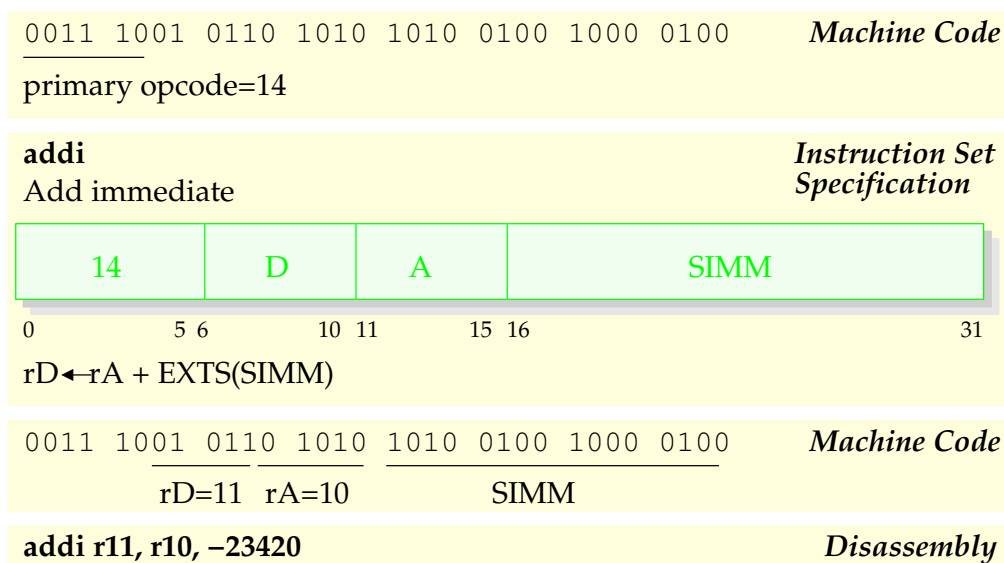 0011 1001 0110 1010 1010 0100 1000 0100 Machine Code
primary opcode=14
addi Instruction Set
Add immediate Specification
14 D A SIMM
0 5 6 10 11 15 16 31
rD←rA + EXTS(SIMM)
0011 1001 0110 1010 1010 0100 1000 0100 Machine Code
rD=11 rA=10 SIMM
addi r11, r10, −23420 Disassembly